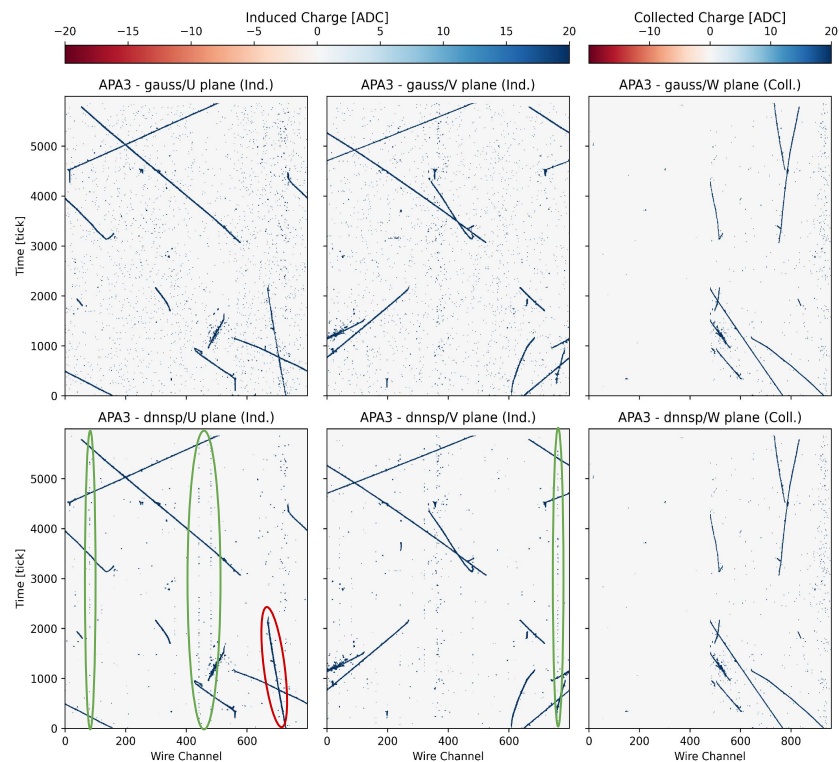 Induced Charge [ADC]
Collected Charge [ADC]
−20 −15 −10 −5 0 5 10 15 20
−10 0 10 20
APA3 - gauss/U plane (Ind.)
APA3 - gauss/V plane (Ind.)
APA3 - gauss/W plane (Coll.)
Time [tick]
5000
4000
3000
2000
1000
0
APA3 - dnnsp/U plane (Ind.)
APA3 - dnnsp/V plane (Ind.)
APA3 - dnnsp/W plane (Coll.)
Time [tick]
5000
4000
3000
2000
1000
0
0 200 400 600
0 200 400 600
0 200 400 600 800
Wire Channel
Wire Channel
Wire Channel